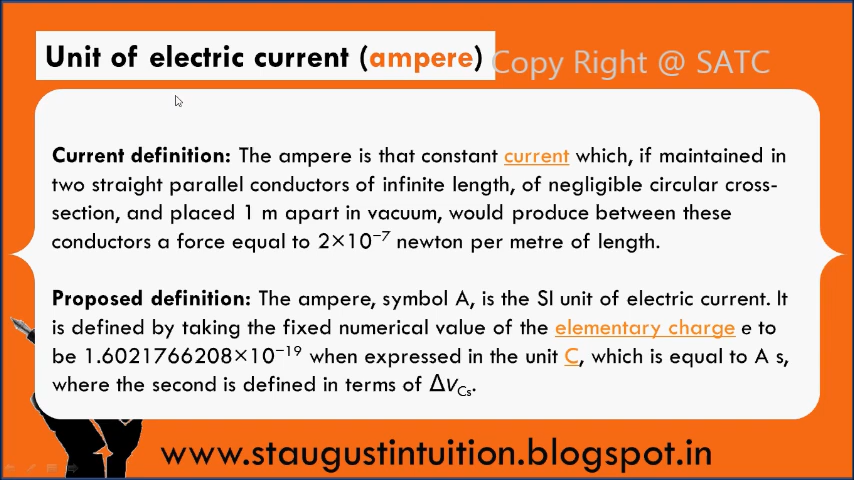 Unit of electric current (ampere)
Copy Right @ SATC
Current definition: The ampere is that constant current which, if maintained in
two straight parallel conductors of infinite length, of negligible circular cross-
section, and placed 1 m apart in vacuum, would produce between these
conductors a force equal to 2×10⁻⁷ newton per metre of length.
Proposed definition: The ampere, symbol A, is the SI unit of electric current. It
is defined by taking the fixed numerical value of the elementary charge e to
be 1.6021766208×10⁻¹⁹ when expressed in the unit C, which is equal to A s,
where the second is defined in terms of ΔνCs.
www.staugustintuition.blogspot.in